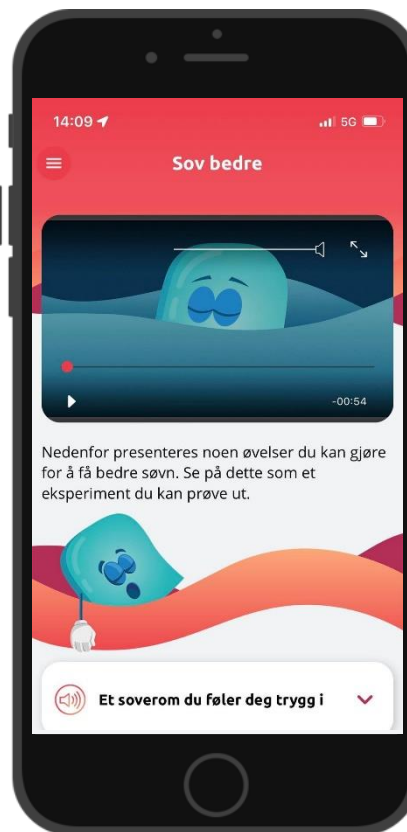 14:09
5G
Sov bedre
-00:54
Nedenfor presenteres noen øvelser du kan gjøre
for å få bedre søvn. Se på dette som et
eksperiment du kan prøve ut.
Et soverom du føler deg trygg i